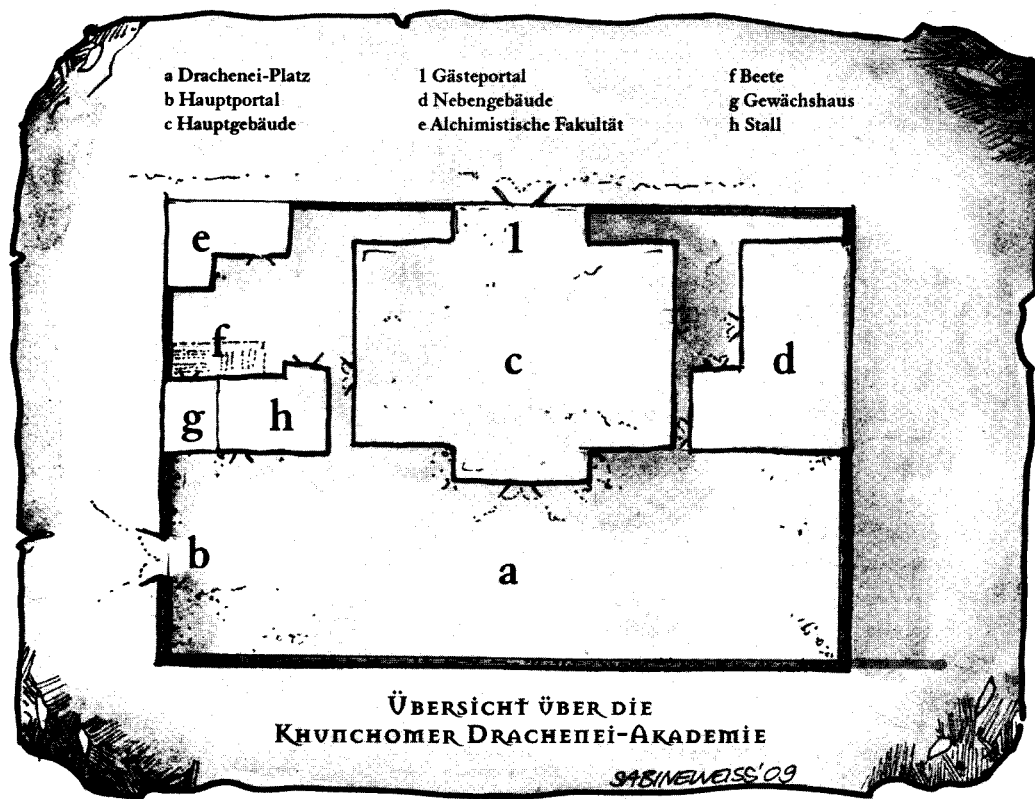 a Drachenei-Platz
b Hauptportal
c Hauptgebäude
1 Gästeportal
d Nebengebäude
e Alchimistische Fakultät
f Beete
g Gewächshaus
h Stall
e
1
f
c
d
g
h
b
a
Übersicht über die
Khunchomer Drachenei-Akademie
SABINEWEISS'09